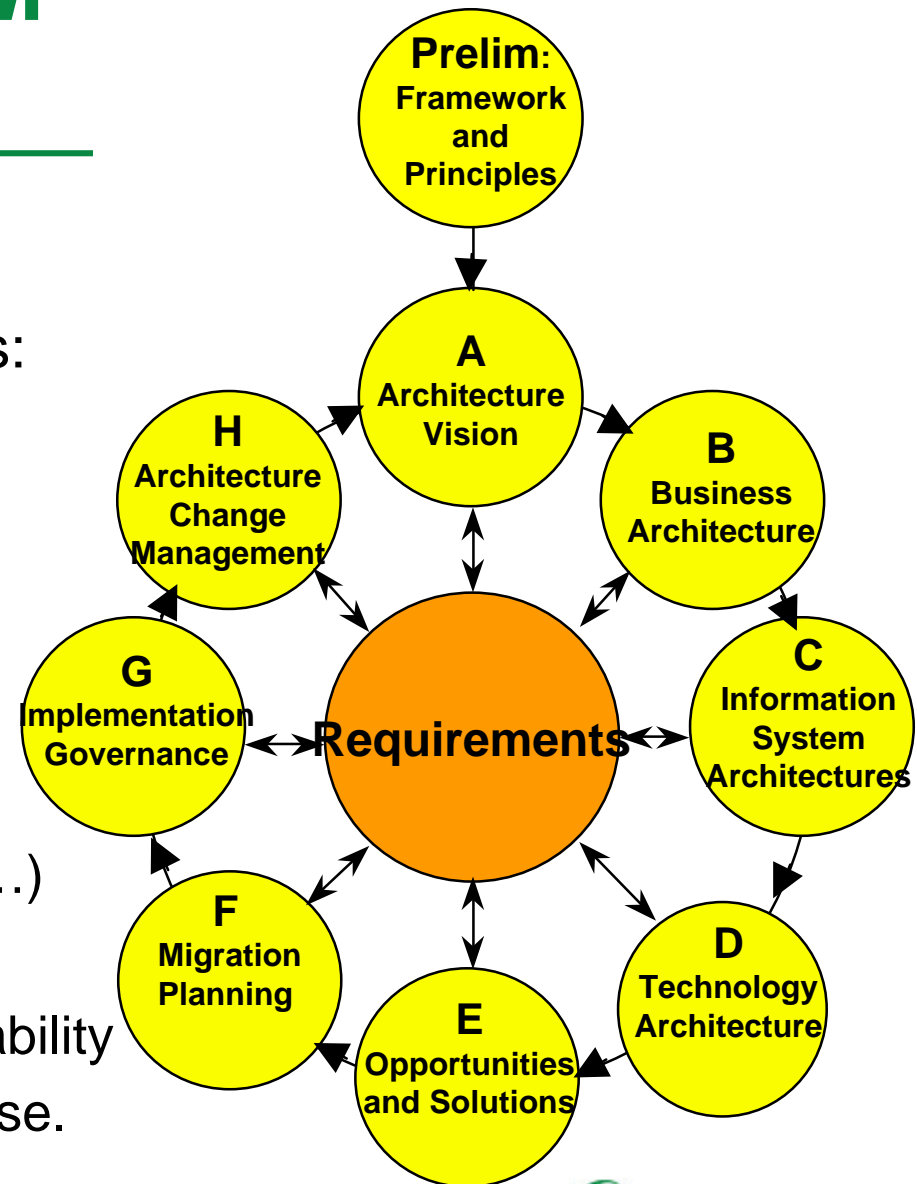 Prelim:
Framework
and
Principles
s:
A
Architecture
Vision
H
Architecture
Change
Management
B
Business
Architecture
G
Implementation
Governance
Requirements
C
Information
System
Architectures
..)
F
Migration
Planning
D
Technology
Architecture
E
Opportunities
and Solutions
ability
se.